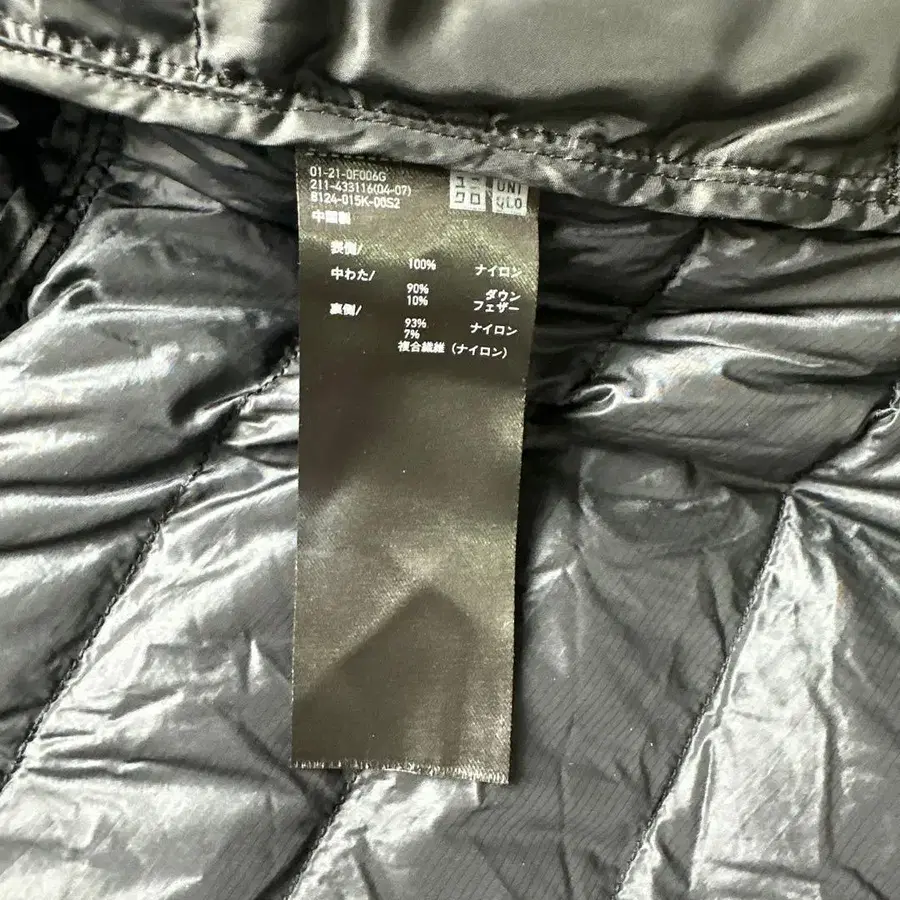 01-21-0F006G
211-433116(04-07)
8124-015K-00S2
中国製
ユニ
クロ
UNI
QLO
表側/
100% ナイロン
中わた/
90% ダウン
10% フェザー
裏側/
93% ナイロン
7%
複合繊維 (ナイロン)